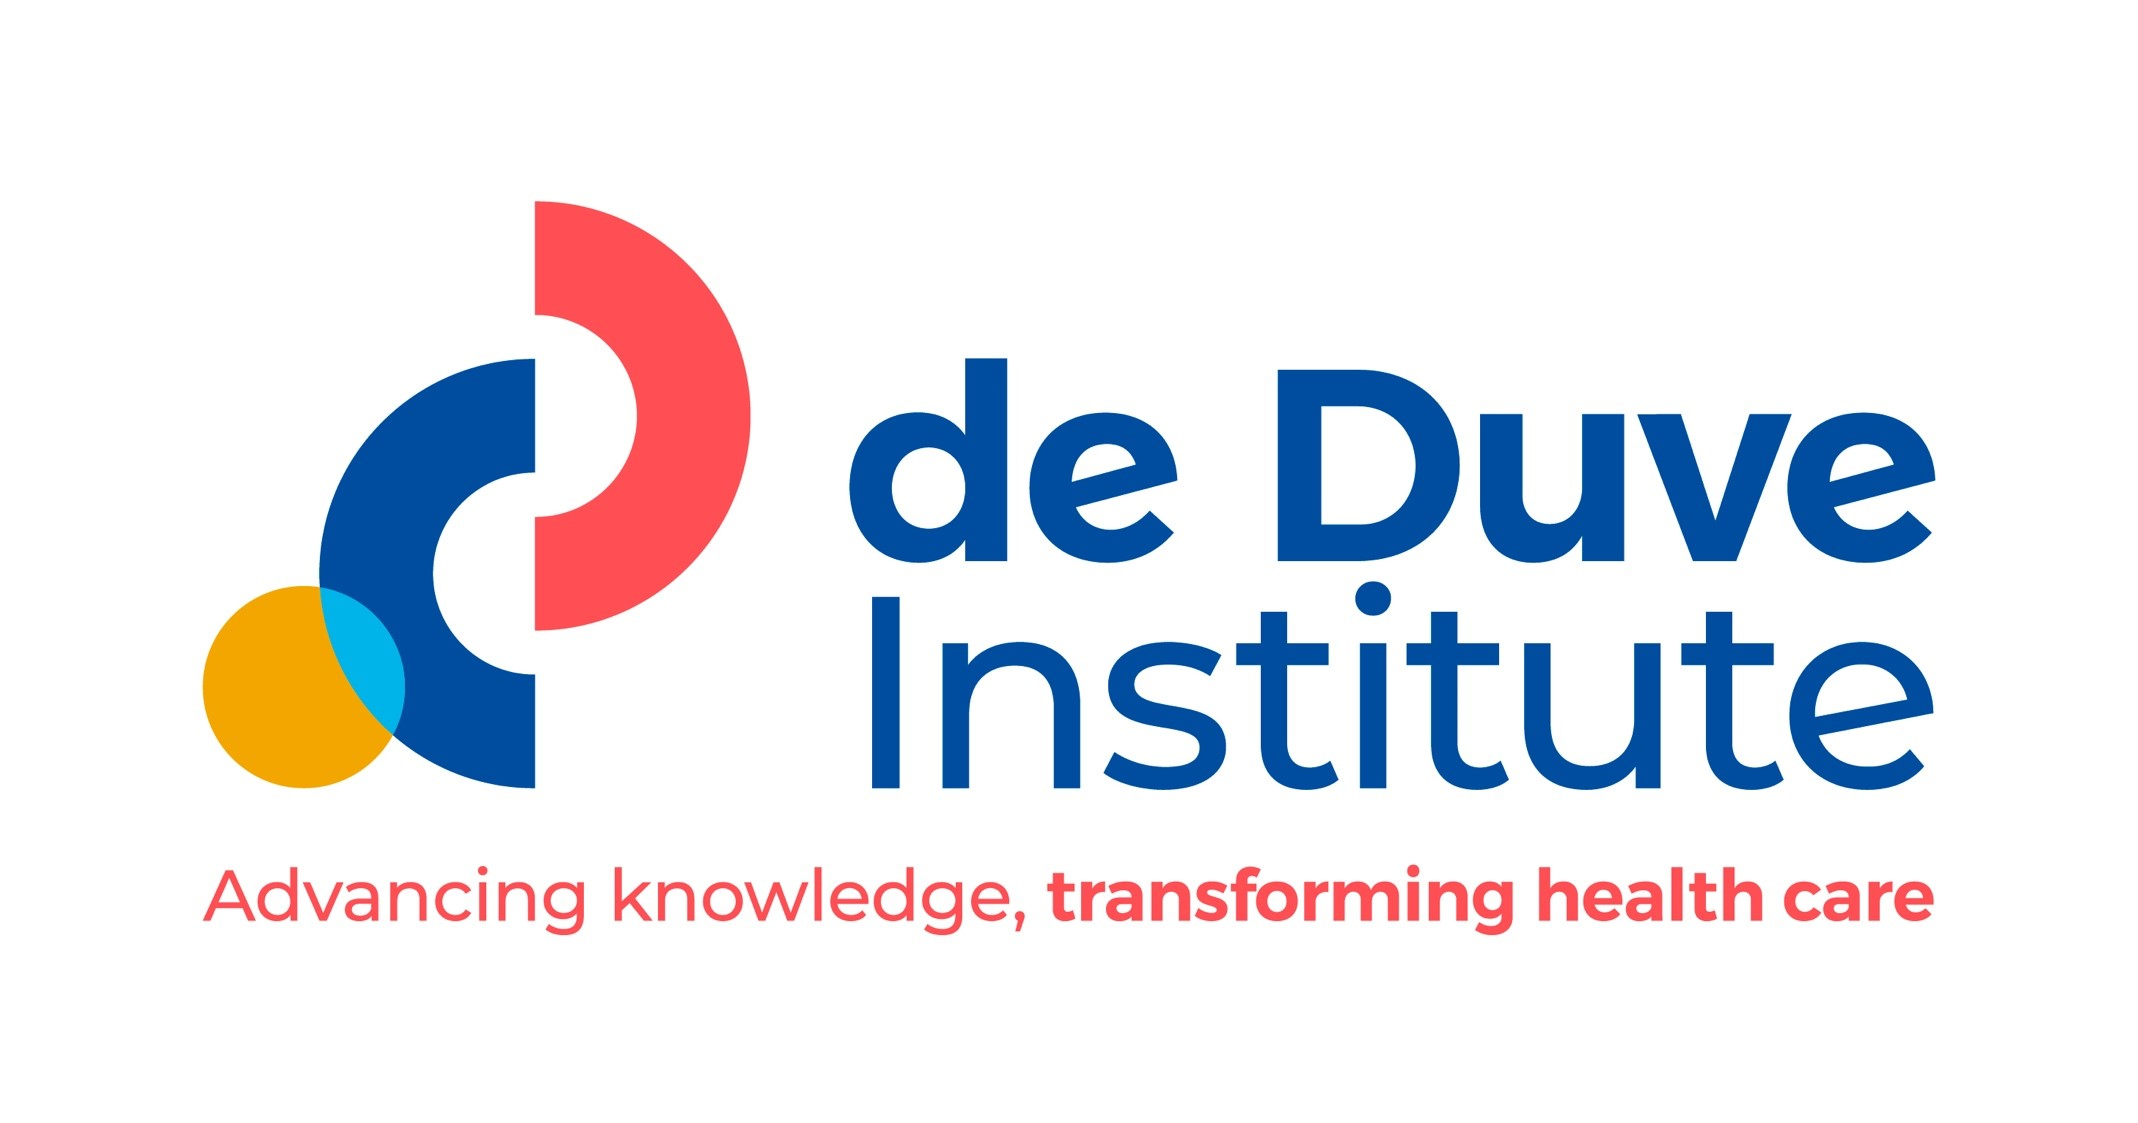 de Duve
Institute
Advancing knowledge, transforming health care